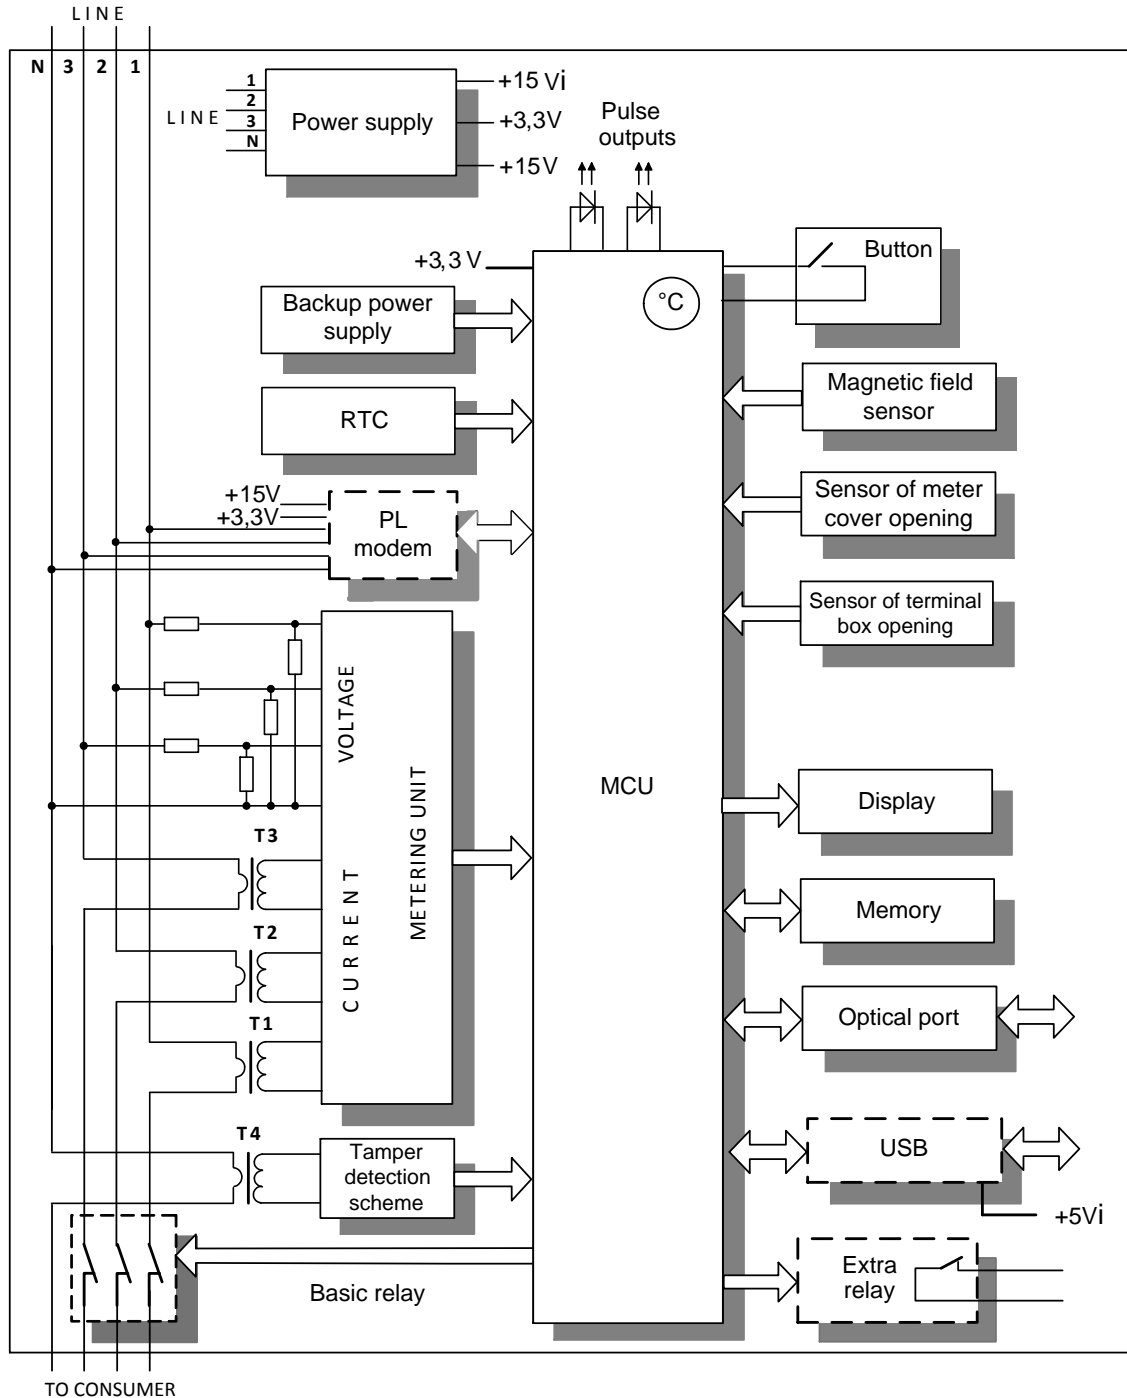 LINE
N 3 2 1
1
2
LINE
3
N
Power supply
+15 Vi
+3,3V
+15V
Pulse
outputs
+3,3 V
°C
Button
Backup power
supply
Magnetic field
sensor
RTC
+15V
+3,3V
PL
modem
Sensor of meter
cover opening
Sensor of terminal
box opening
VOLTAGE
CURRENT
METERING UNIT
MCU
Display
T3
Memory
T2
T1
Optical port
T4
Tamper
detection
scheme
USB
+5Vi
Basic relay
Extra
relay
TO CONSUMER